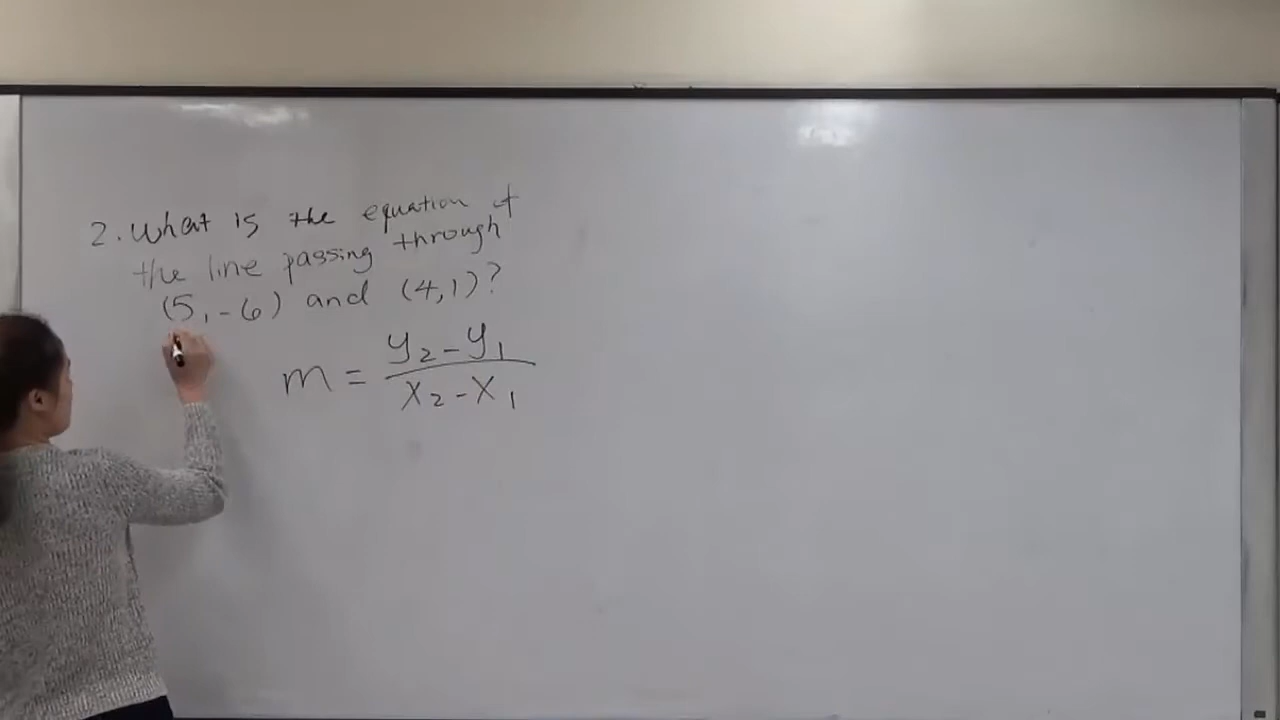 2. What is the equation of
the line passing through
(5, -6) and (4,1)?
m = y₂ - y₁
x₂ - x₁